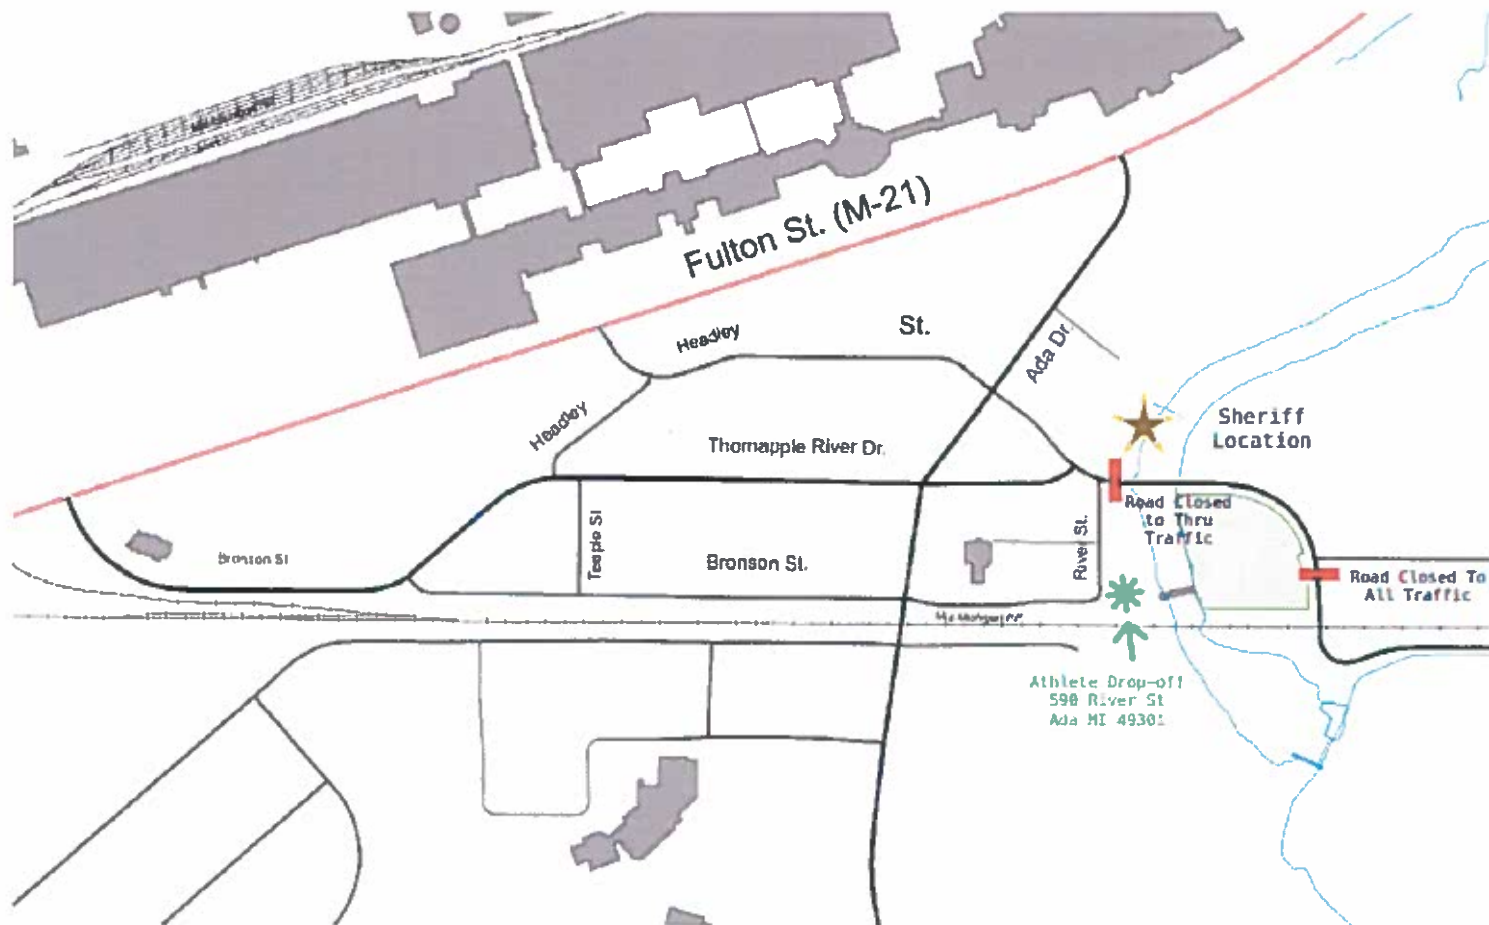 Fulton St. (M-21)
Headley
St.
Ada Dr.
Headley
Thornapple River Dr.
Sheriff
Location
Road Closed
to Thru
Traffic
Bronson St
Teeple St
Bronson St.
River St.
Road Closed To
All Traffic
Athlete Drop-off
590 River St
Ada MI 49301